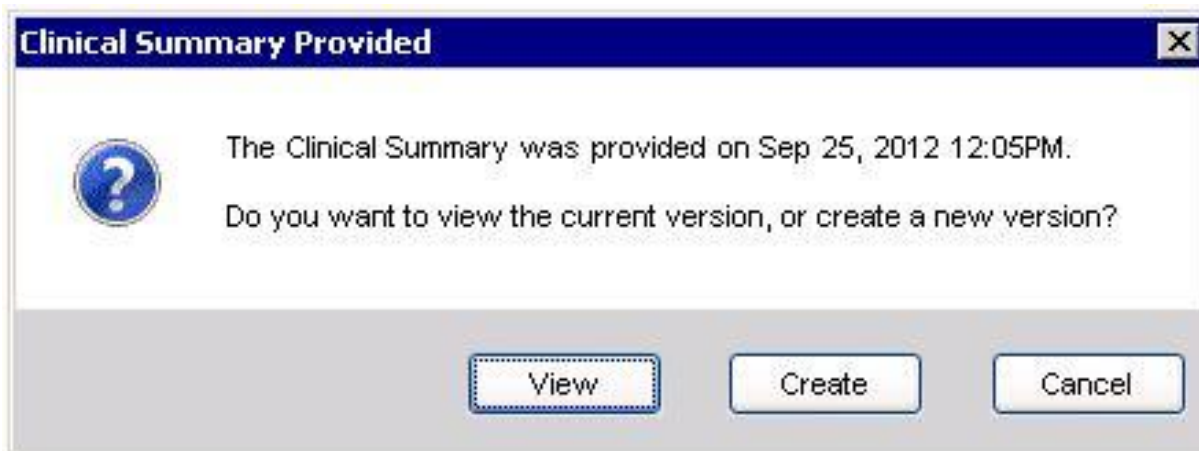 Clinical Summary Provided
The Clinical Summary was provided on Sep 25, 2012 12:05PM.
Do you want to view the current version, or create a new version?
View Create Cancel